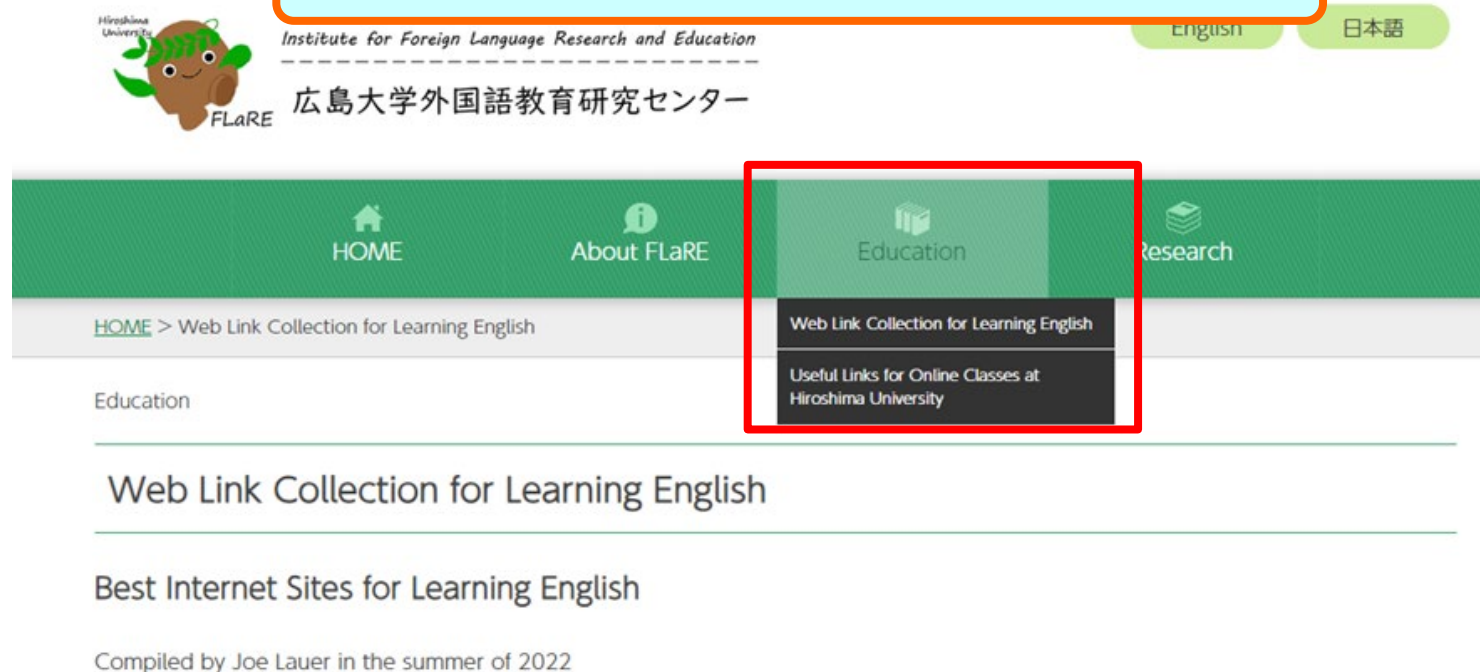 Hiroshima
University
FLaRE
Institute for Foreign Language Research and Education
広島大学外国語教育研究センター
English
日本語
HOME
About FLaRE
Education
Research
HOME > Web Link Collection for Learning English
Web Link Collection for Learning English
Useful Links for Online Classes at
Hiroshima University
Education
Web Link Collection for Learning English
Best Internet Sites for Learning English
Compiled by Joe Lauer in the summer of 2022